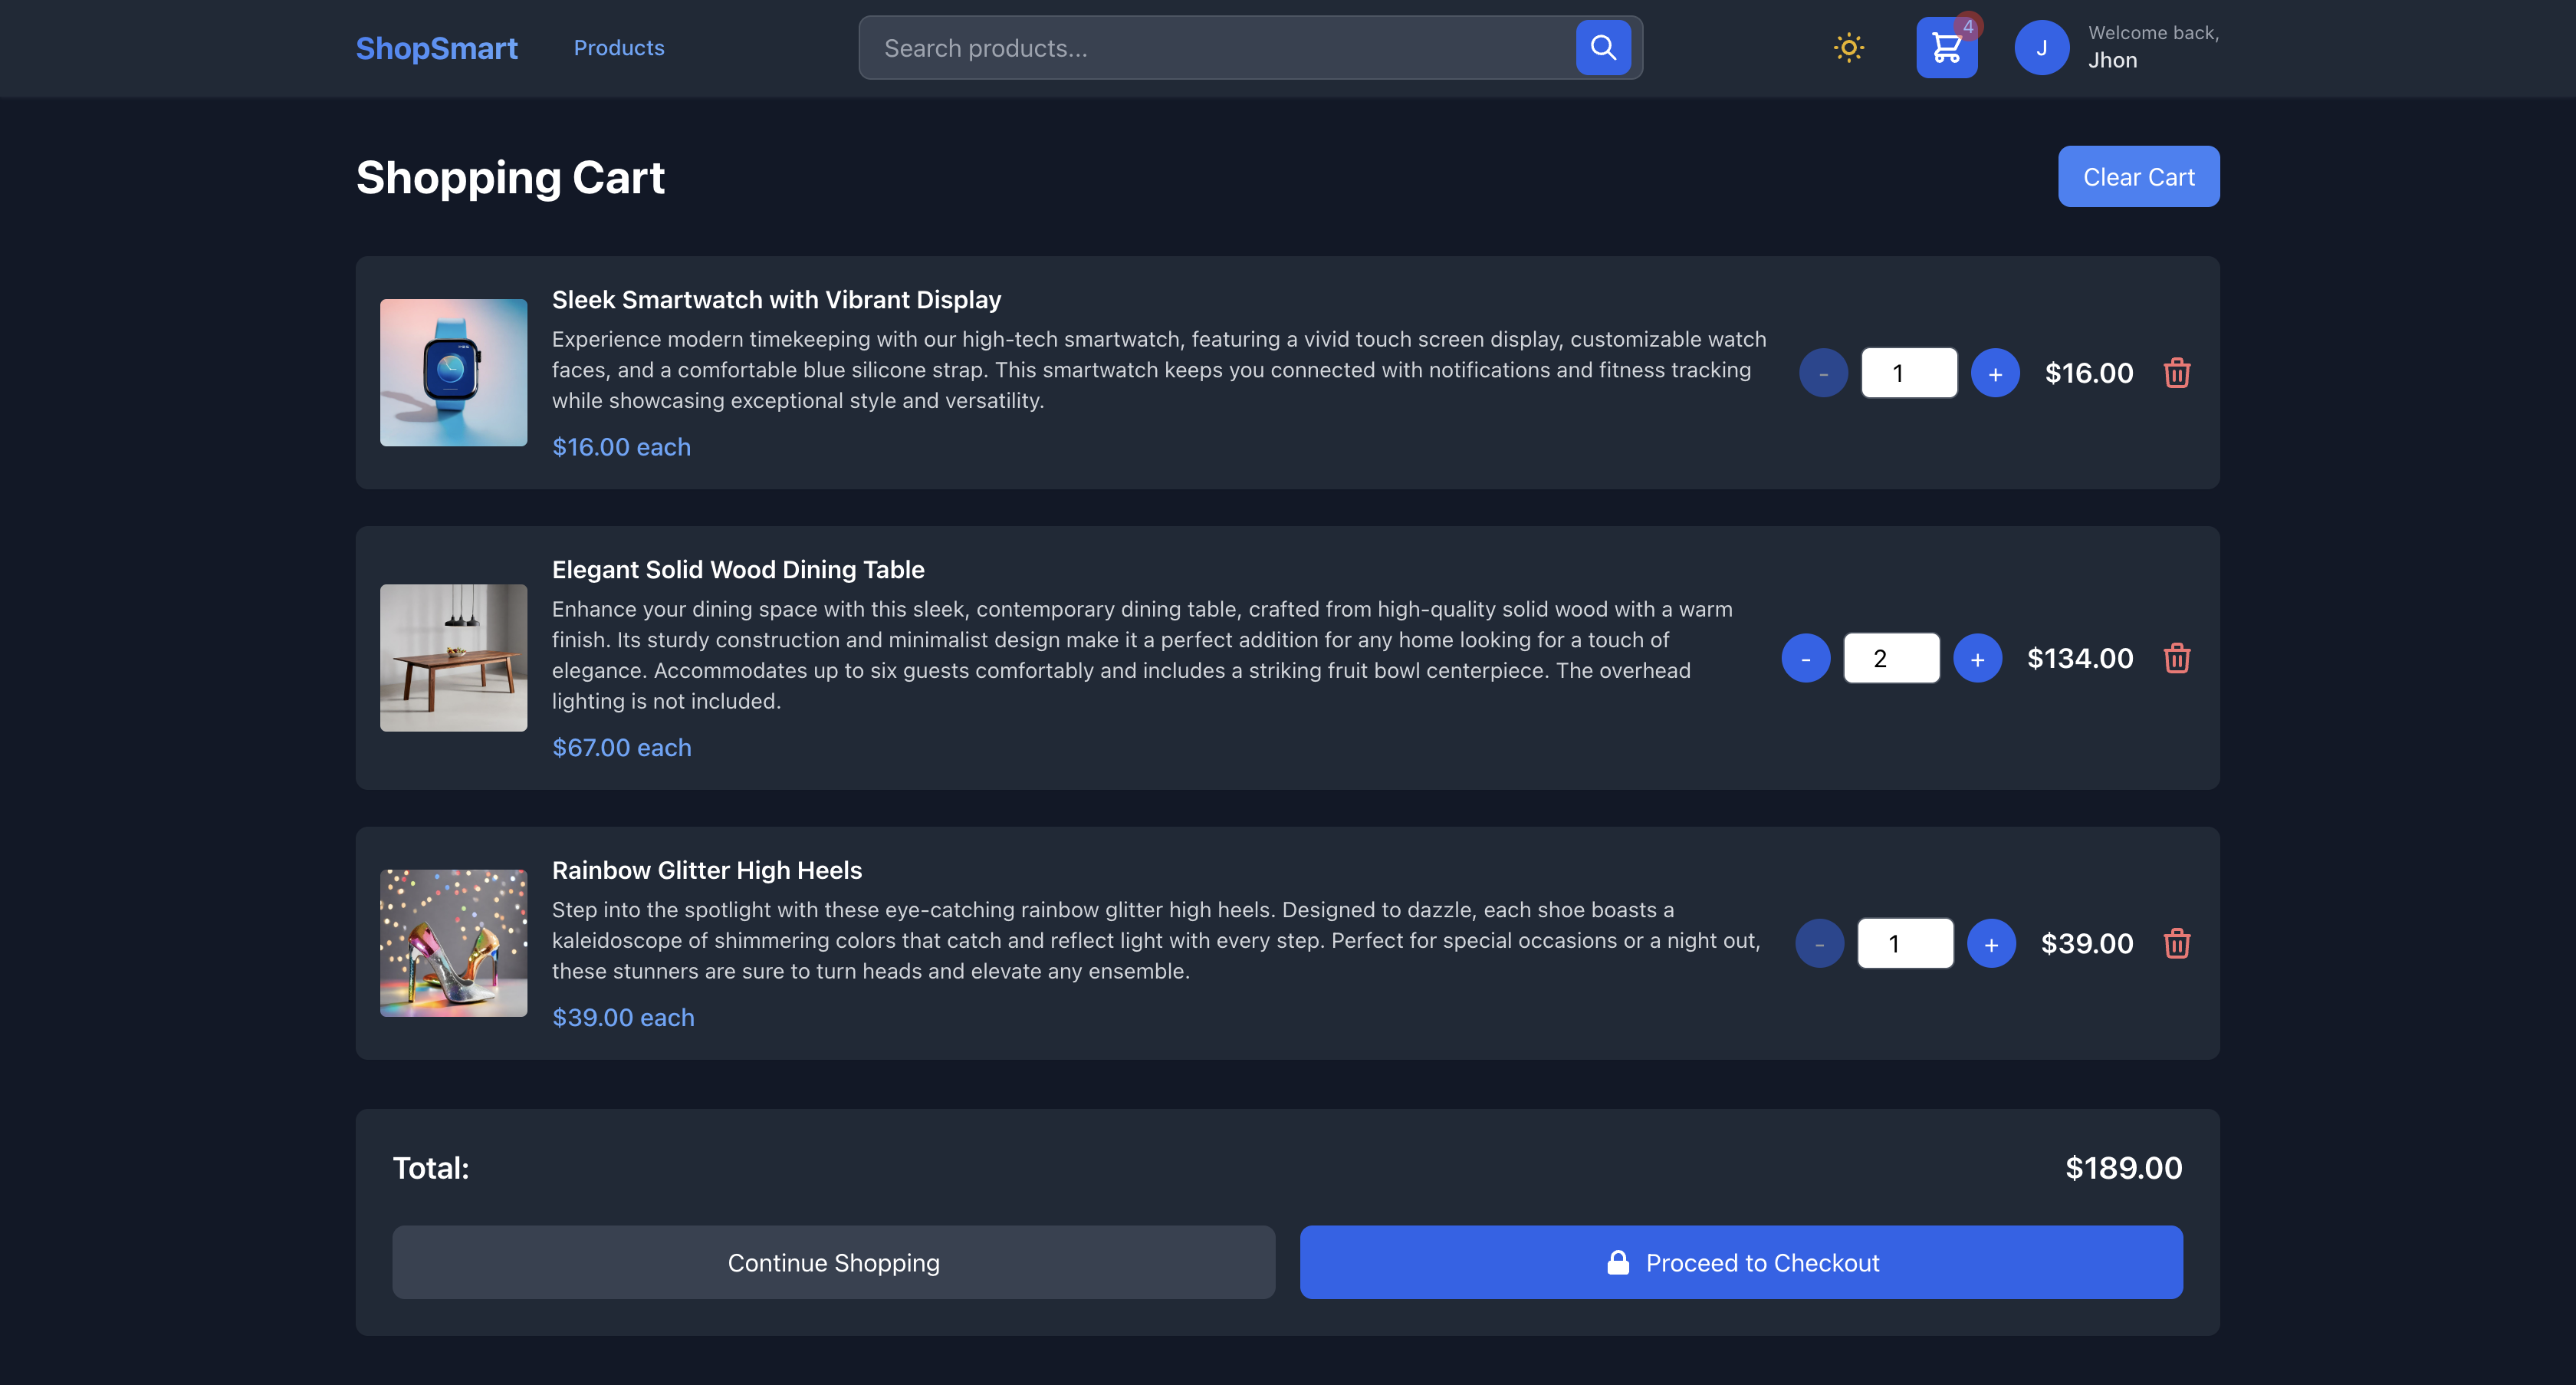 ShopSmart
Products
Search products...
4
J
Welcome back,
Jhon
Shopping Cart
Clear Cart
Sleek Smartwatch with Vibrant Display
Experience modern timekeeping with our high-tech smartwatch, featuring a vivid touch screen display, customizable watch
faces, and a comfortable blue silicone strap. This smartwatch keeps you connected with notifications and fitness tracking
while showcasing exceptional style and versatility.
$16.00 each
- 1 + $16.00
Elegant Solid Wood Dining Table
Enhance your dining space with this sleek, contemporary dining table, crafted from high-quality solid wood with a warm
finish. Its sturdy construction and minimalist design make it a perfect addition for any home looking for a touch of
elegance. Accommodates up to six guests comfortably and includes a striking fruit bowl centerpiece. The overhead
lighting is not included.
$67.00 each
- 2 + $134.00
Rainbow Glitter High Heels
Step into the spotlight with these eye-catching rainbow glitter high heels. Designed to dazzle, each shoe boasts a
kaleidoscope of shimmering colors that catch and reflect light with every step. Perfect for special occasions or a night out,
these stunners are sure to turn heads and elevate any ensemble.
$39.00 each
- 1 + $39.00
Total: $189.00
Continue Shopping
Proceed to Checkout